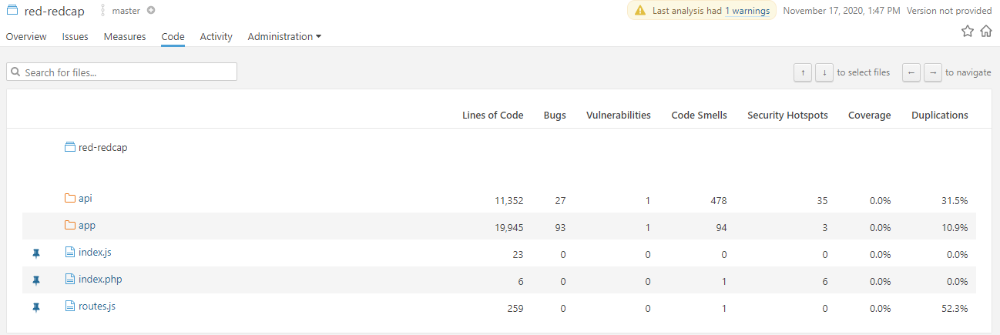 red-redcap master Last analysis had 1 warnings November 17, 2020, 1:47 PM Version not provided
Overview Issues Measures Code Activity Administration
Search for files... ↑ ↓ to select files ← → to navigate
Lines of Code Bugs Vulnerabilities Code Smells Security Hotspots Coverage Duplications
red-redcap
api 11,352 27 1 478 35 0.0% 31.5%
app 19,945 93 1 94 3 0.0% 10.9%
index.js 23 0 0 0 0 0.0% 0.0%
index.php 6 0 0 1 6 0.0% 0.0%
routes.js 259 0 0 1 0 0.0% 52.3%